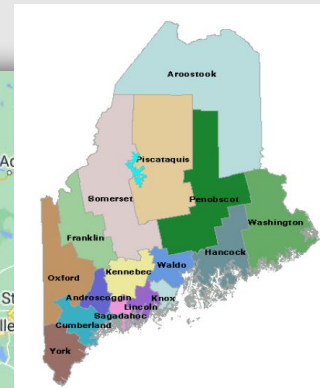 Aroostook
Piscataquis
Somerset
Penobscot
Washington
Franklin
Hancock
Waldo
Oxford
Kennebec
Androscoggin
Knox
Lincoln
Sagadahoc
Cumberland
York